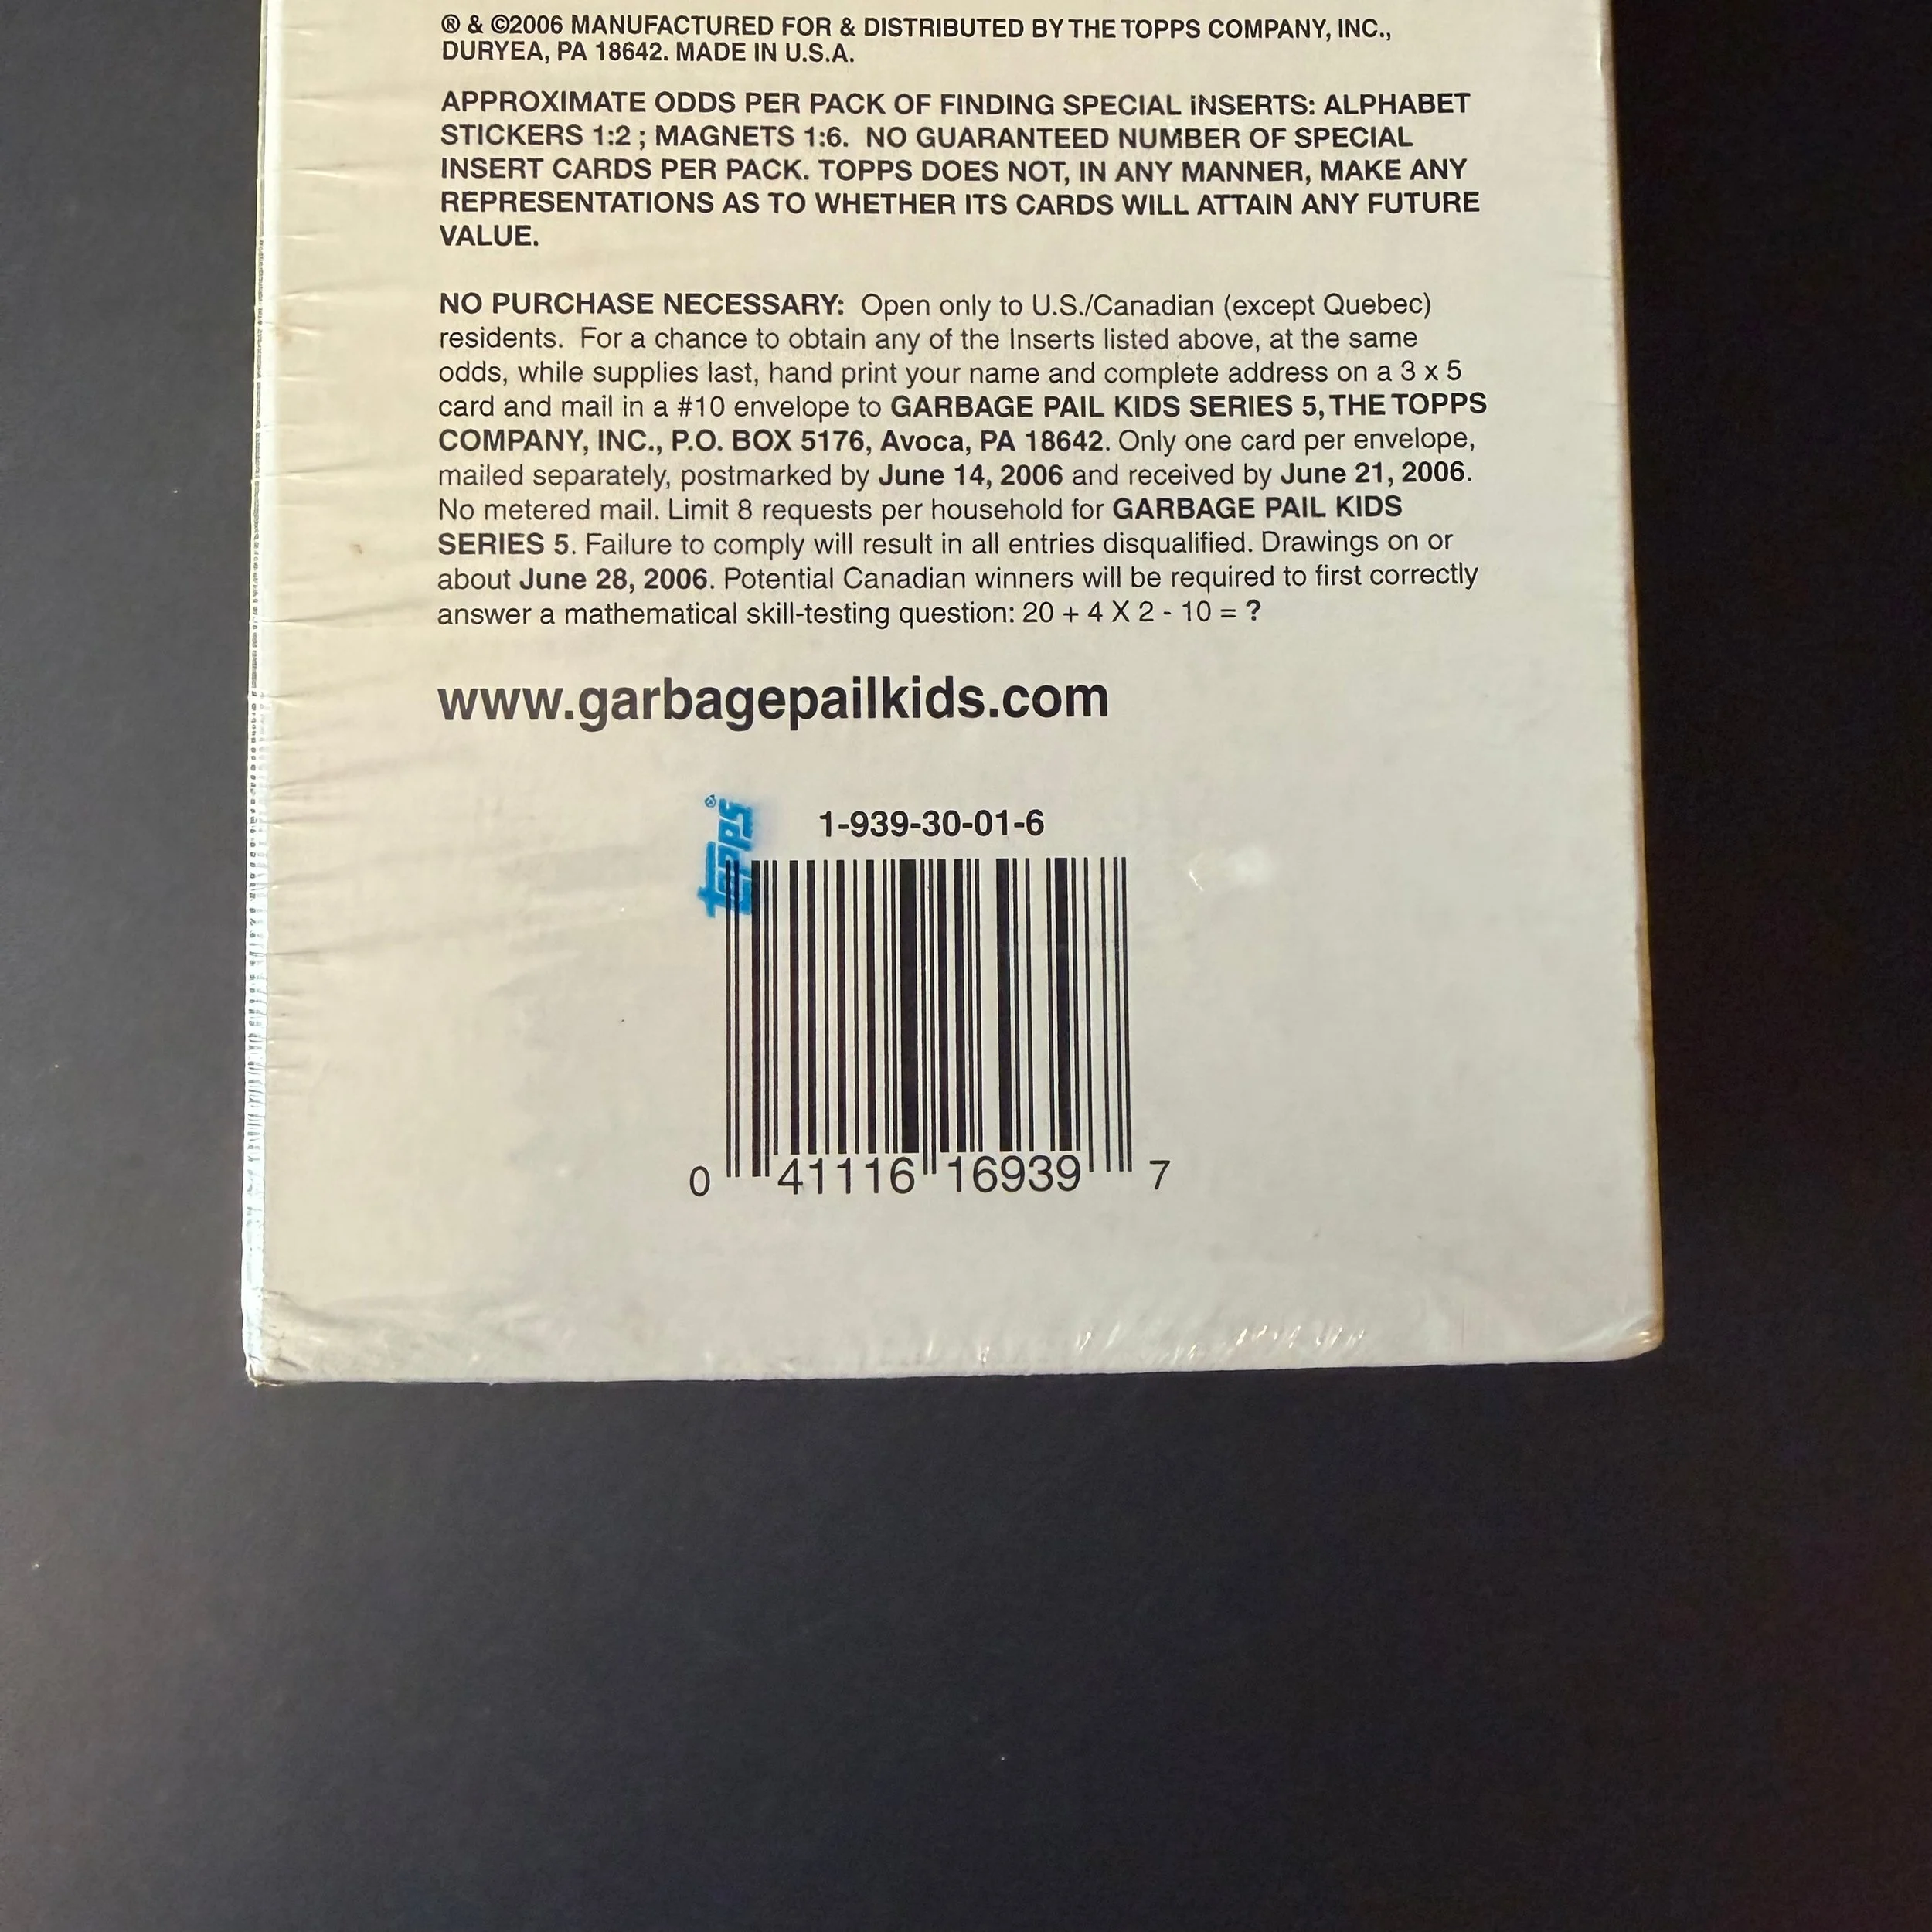 ® & ©2006 MANUFACTURED FOR & DISTRIBUTED BY THE TOPPS COMPANY, INC.,
DURYEA, PA 18642. MADE IN U.S.A.
APPROXIMATE ODDS PER PACK OF FINDING SPECIAL INSERTS: ALPHABET
STICKERS 1:2 ; MAGNETS 1:6. NO GUARANTEED NUMBER OF SPECIAL
INSERT CARDS PER PACK. TOPPS DOES NOT, IN ANY MANNER, MAKE ANY
REPRESENTATIONS AS TO WHETHER ITS CARDS WILL ATTAIN ANY FUTURE
VALUE.
NO PURCHASE NECESSARY: Open only to U.S./Canadian (except Quebec)
residents. For a chance to obtain any of the Inserts listed above, at the same
odds, while supplies last, hand print your name and complete address on a 3 x 5
card and mail in a #10 envelope to GARBAGE PAIL KIDS SERIES 5, THE TOPPS
COMPANY, INC., P.O. BOX 5176, Avoca, PA 18642. Only one card per envelope,
mailed separately, postmarked by June 14, 2006 and received by June 21, 2006.
No metered mail. Limit 8 requests per household for GARBAGE PAIL KIDS
SERIES 5. Failure to comply will result in all entries disqualified. Drawings on or
about June 28, 2006. Potential Canadian winners will be required to first correctly
answer a mathematical skill-testing question: 20 + 4 X 2 - 10 = ?
www.garbagepailkids.com
topps®
1-939-30-01-6
0 41116 16939 7